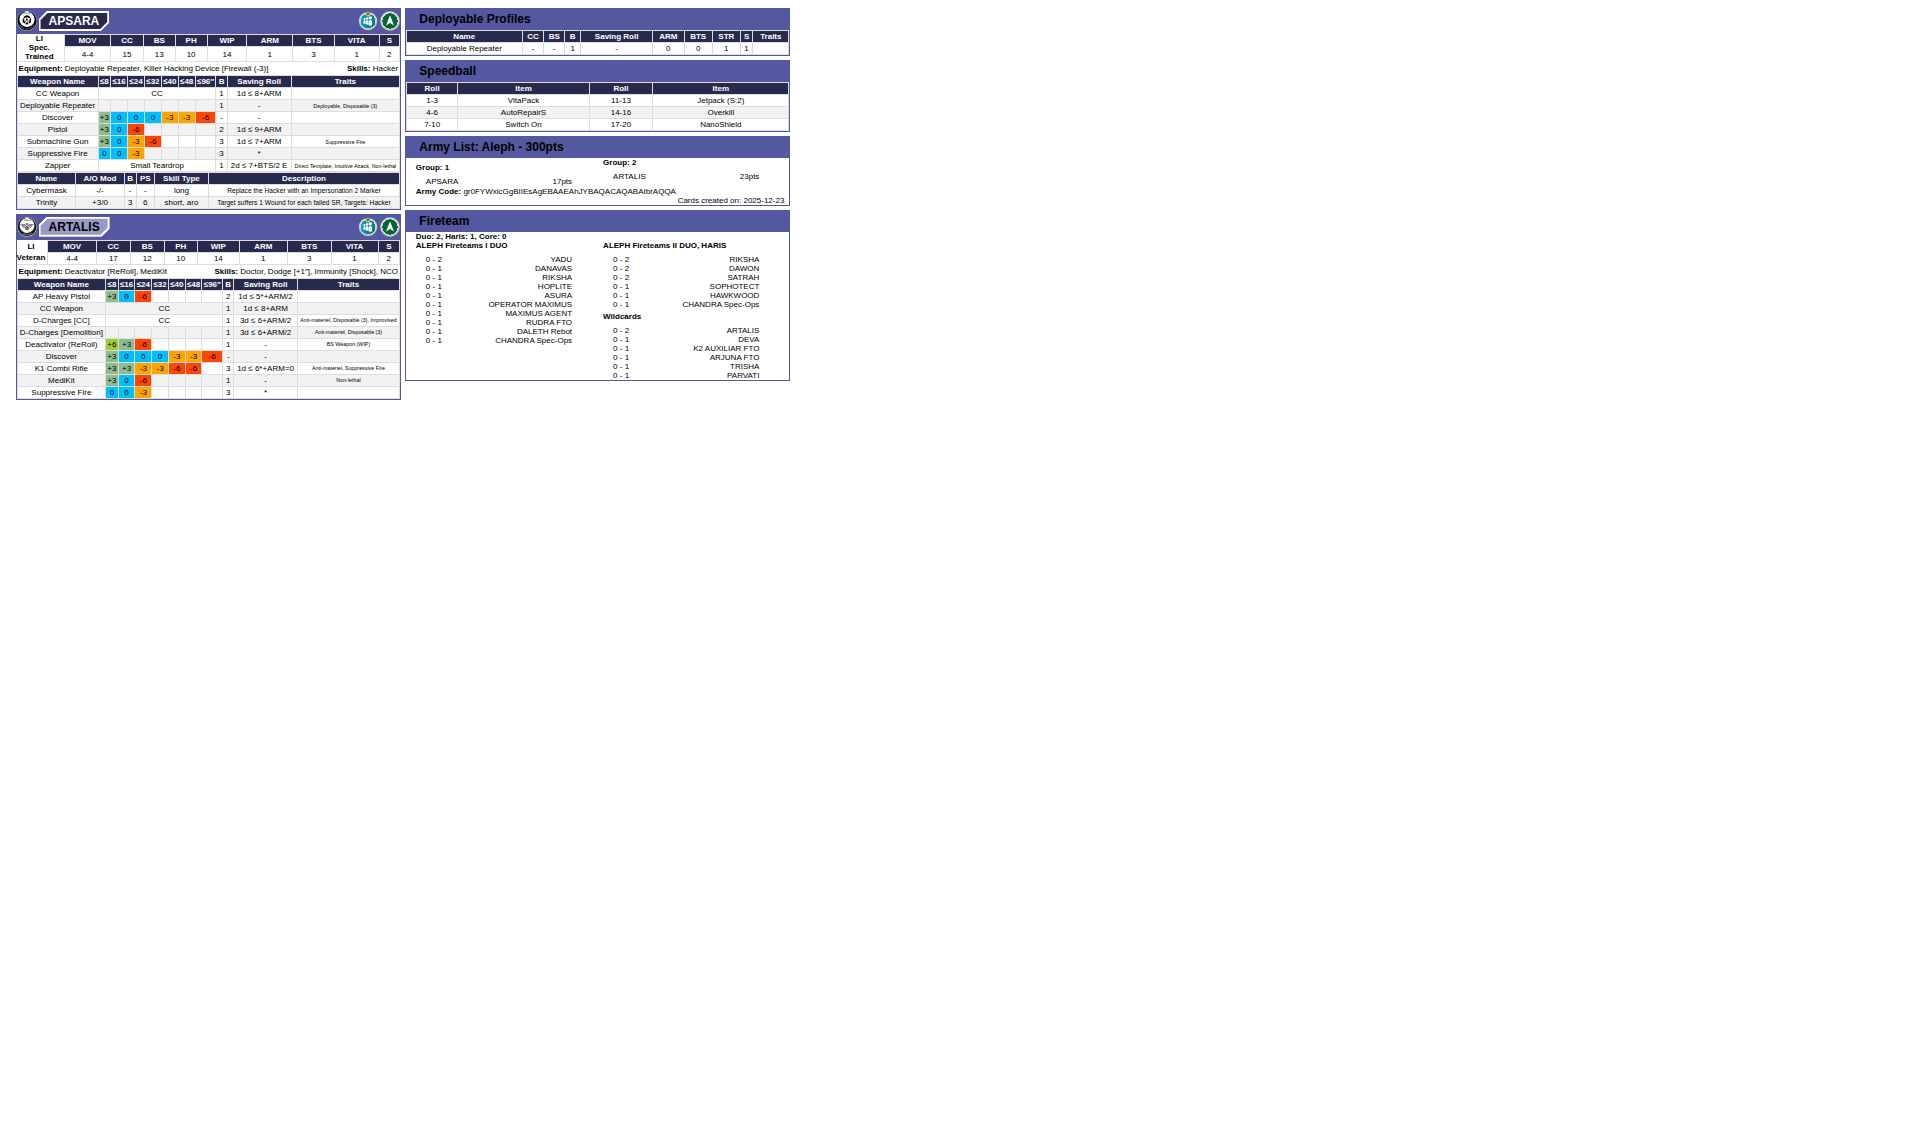 APSARA
LI Spec. Trained
MOV CC BS PH WIP ARM BTS VITA S
4-4 15 13 10 14 1 3 1 2
Equipment: Deployable Repeater, Killer Hacking Device [Firewall (-3)] Skills: Hacker
Weapon Name ≤8 ≤16 ≤24 ≤32 ≤40 ≤48 ≤96" B Saving Roll Traits
CC Weapon CC 1 1d ≤ 8+ARM
Deployable Repeater 1 - Deployable, Disposable (3)
Discover +3 0 0 0 -3 -3 -6 - -
Pistol +3 0 -6 2 1d ≤ 9+ARM
Submachine Gun +3 0 -3 -6 3 1d ≤ 7+ARM Suppressive Fire
Suppressive Fire 0 0 -3 3 *
Zapper Small Teardrop 1 2d ≤ 7+BTS/2 E Direct Template, Intuitive Attack, Non-lethal
Name A/O Mod B PS Skill Type Description
Cybermask -/- - - long Replace the Hacker with an Impersonation 2 Marker
Trinity +3/0 3 6 short, aro Target suffers 1 Wound for each failed SR, Targets: Hacker
ARTALIS
LI Veteran
MOV CC BS PH WIP ARM BTS VITA S
4-4 17 12 10 14 1 3 1 2
Equipment: Deactivator [ReRoll], MediKit Skills: Doctor, Dodge [+1"], Immunity [Shock], NCO
Weapon Name ≤8 ≤16 ≤24 ≤32 ≤40 ≤48 ≤96" B Saving Roll Traits
AP Heavy Pistol +3 0 -6 2 1d ≤ 5*+ARM/2
CC Weapon CC 1 1d ≤ 8+ARM
D-Charges [CC] CC 1 3d ≤ 6+ARM/2 Anti-materiel, Disposable (3), Improvised
D-Charges [Demolition] 1 3d ≤ 6+ARM/2 Anti-materiel, Disposable (3)
Deactivator (ReRoll) +6 +3 -6 1 - BS Weapon (WIP)
Discover +3 0 0 0 -3 -3 -6 - -
K1 Combi Rifle +3 +3 -3 -3 -6 -6 3 1d ≤ 6*+ARM=0 Anti-materiel, Suppressive Fire
MediKit +3 0 -6 1 - Non-lethal
Suppressive Fire 0 0 -3 3 *
Deployable Profiles
Name CC BS B Saving Roll ARM BTS STR S Traits
Deployable Repeater - - 1 - 0 0 1 1
Speedball
Roll Item Roll Item
1-3 VitaPack 11-13 Jetpack (S:2)
4-6 AutoRepairS 14-16 Overkill
7-10 Switch On 17-20 NanoShield
Army List: Aleph - 300pts
Group: 1
APSARA 17pts
Group: 2
ARTALIS 23pts
Army Code: gr0FYWxlcGgBIIEsAgEBAAEAhJYBAQACAQABAIbrAQQA
Cards created on: 2025-12-23
Fireteam
Duo: 2, Haris: 1, Core: 0
ALEPH Fireteams I DUO
0 - 2 YADU
0 - 1 DANAVAS
0 - 1 RIKSHA
0 - 1 HOPLITE
0 - 1 ASURA
0 - 1 OPERATOR MAXIMUS
0 - 1 MAXIMUS AGENT
0 - 1 RUDRA FTO
0 - 1 DALETH Rebot
0 - 1 CHANDRA Spec-Ops
ALEPH Fireteams II DUO, HARIS
0 - 2 RIKSHA
0 - 2 DAWON
0 - 2 SATRAH
0 - 1 SOPHOTECT
0 - 1 HAWKWOOD
0 - 1 CHANDRA Spec-Ops
Wildcards
0 - 2 ARTALIS
0 - 1 DEVA
0 - 1 K2 AUXILIAR FTO
0 - 1 ARJUNA FTO
0 - 1 TRISHA
0 - 1 PARVATI